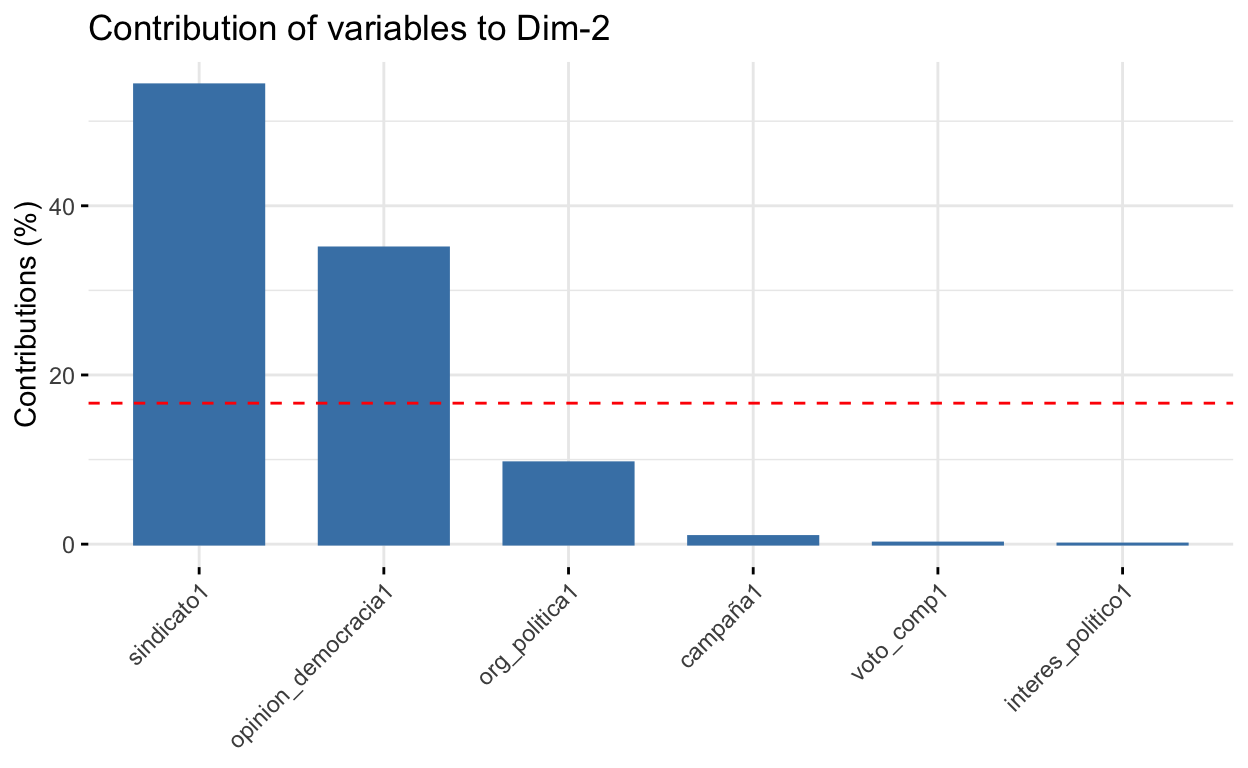 Contribution of variables to Dim-2
Contributions (%)
40
20
0
sindicato1
opinion_democracia1
org_politica1
campaña1
voto_comp1
interes_politico1